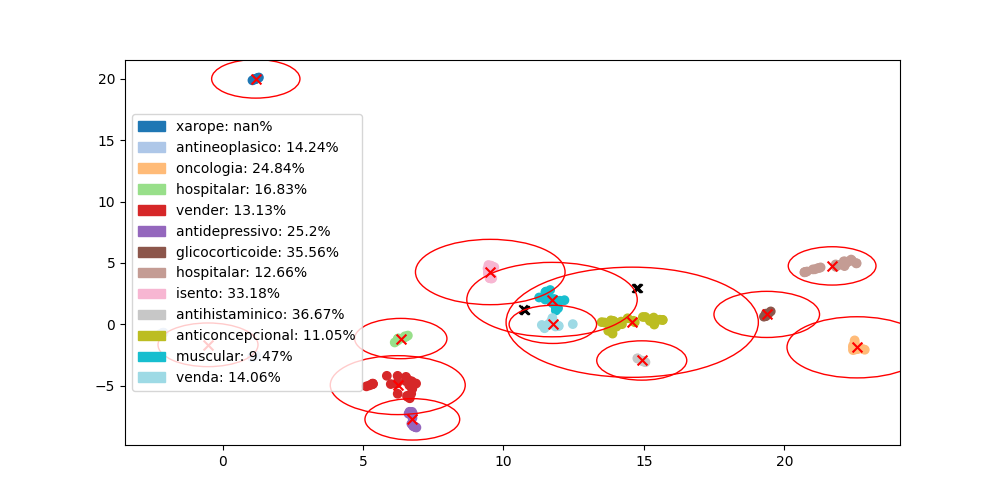 20
15
10
5
0
−5
xarope: nan%
antineoplasico: 14.24%
oncologia: 24.84%
hospitalar: 16.83%
vender: 13.13%
antidepressivo: 25.2%
glicocorticoide: 35.56%
hospitalar: 12.66%
isento: 33.18%
antihistaminico: 36.67%
anticoncepcional: 11.05%
muscular: 9.47%
venda: 14.06%
0 5 10 15 20